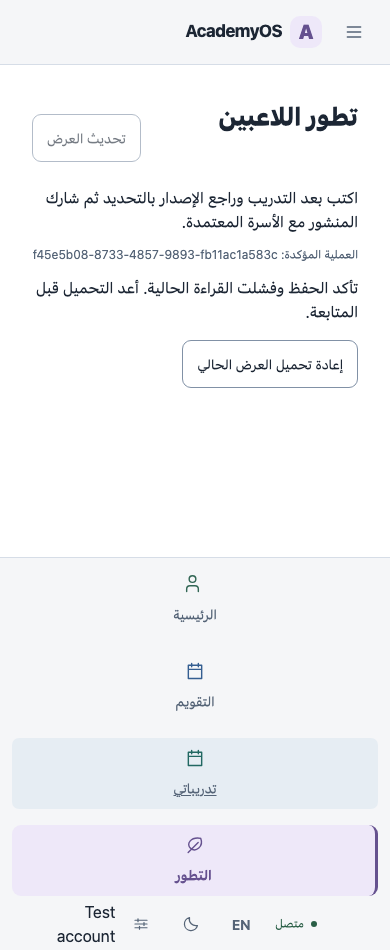 A AcademyOS
تطور اللاعبين
تحديث العرض
اكتب بعد التدريب وراجع الإصدار بالتحديد ثم شارك
المنشور مع الأسرة المعتمدة.
العملية المؤكدة: f45e5b08-8733-4857-9893-fb11ac1a583c
تأكد الحفظ وفشلت القراءة الحالية. أعد التحميل قبل
المتابعة.
إعادة تحميل العرض الحالي
الرئيسية
التقويم
تدريباتي
التطور
متصل
EN
Test
account